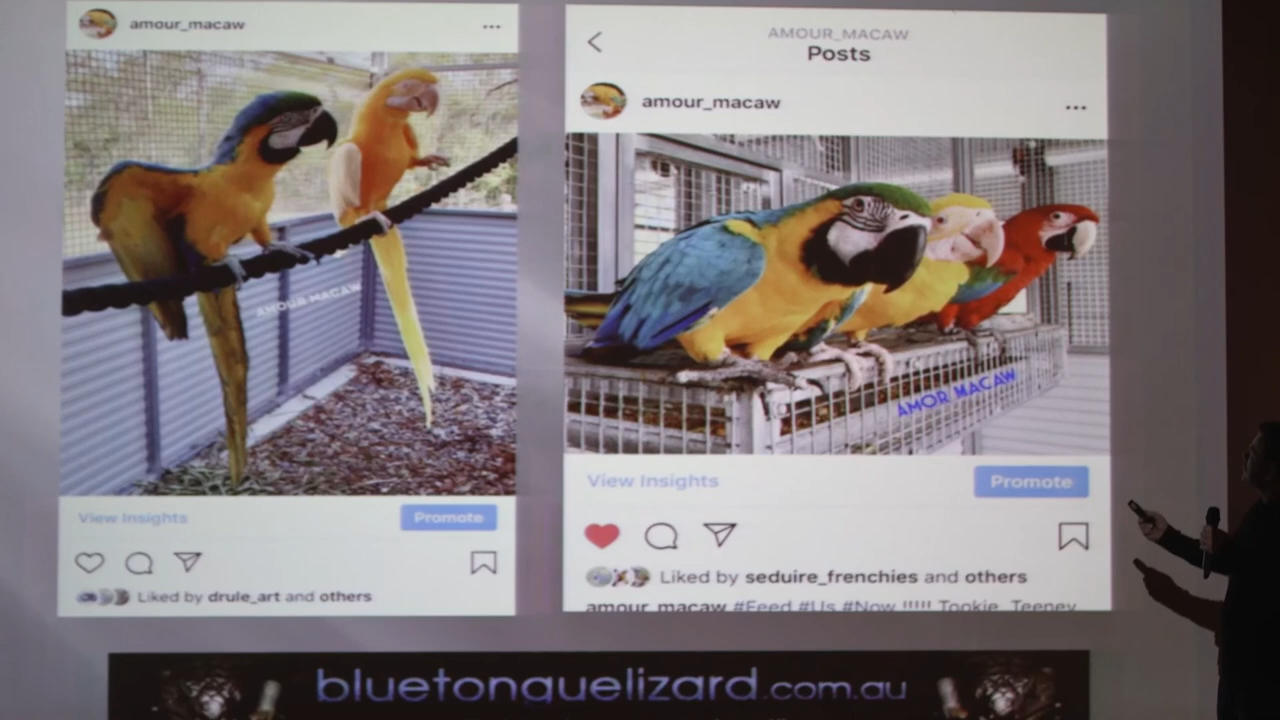 amour_macaw
AMOUR MACAW
View Insights
Promote
Liked by drule_art and others
AMOUR_MACAW
Posts
amour_macaw
AMOR MACAW
View Insights
Promote
Liked by seduire_frenchies and others
amour_macaw #Feed #Us #Now !!!!! Tookie, Teeney
bluetonguelizard.com.au